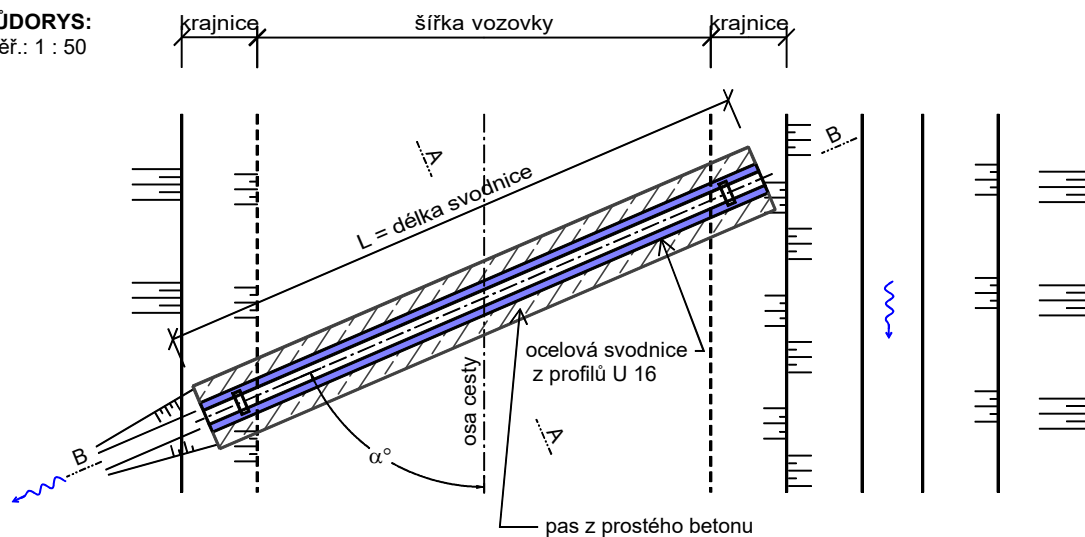 ŮDORYS:
ěř.: 1 : 50
krajnice
šířka vozovky
krajnice
A
B
L = délka svodnice
ocelová svodnice
z profilů U 16
osa cesty
A
α°
B
pas z prostého betonu